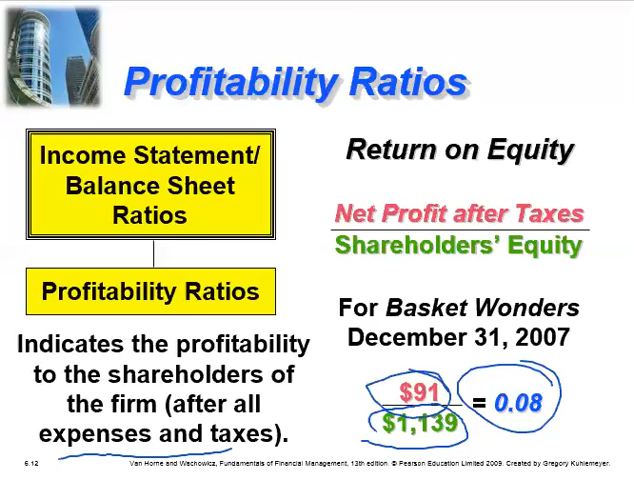 Profitability Ratios
Income Statement/
Balance Sheet
Ratios
Profitability Ratios
Indicates the profitability
to the shareholders of
the firm (after all
expenses and taxes).
Return on Equity
Net Profit after Taxes
Shareholders’ Equity
For Basket Wonders
December 31, 2007
$91
$1,139
= 0.08
6.12
Van Horne and Wachowicz, Fundamentals of Financial Management, 13th edition. © Pearson Education Limited 2009. Created by Gregory Kuhlemeyer.